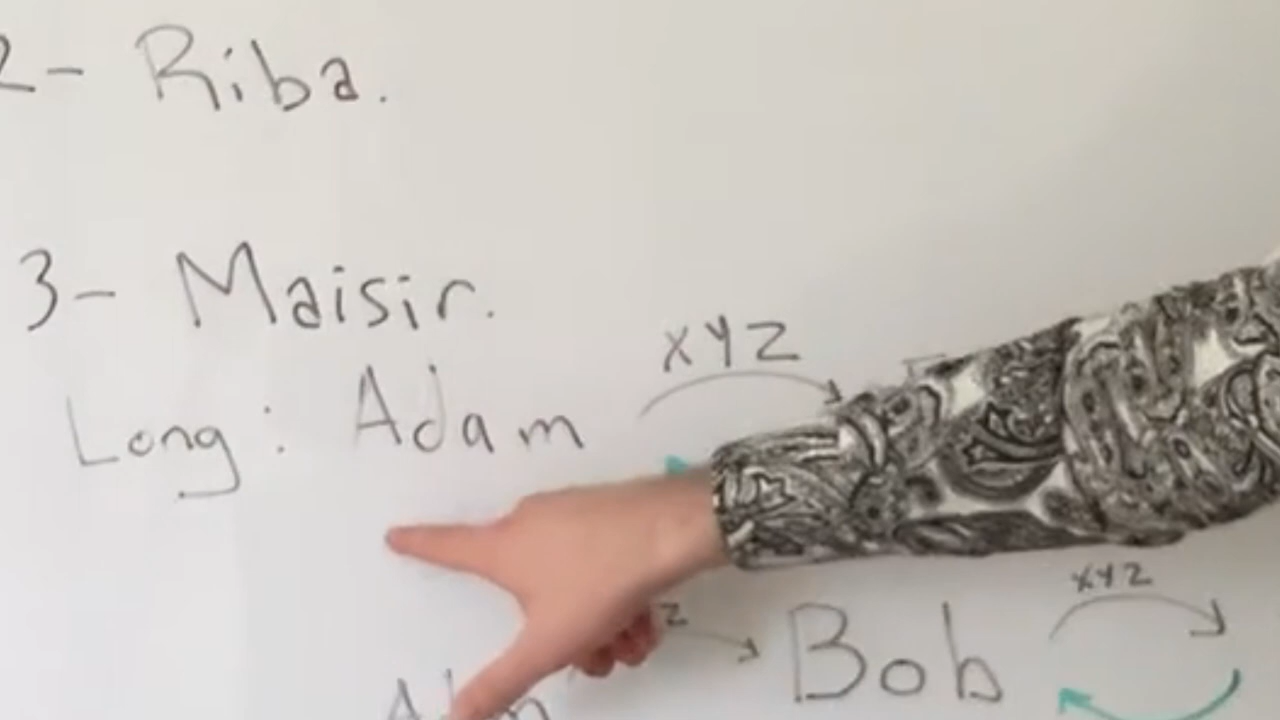 2- Riba.
3- Maisir.
XYZ
Long: Adam
XYZ
Z
Bob